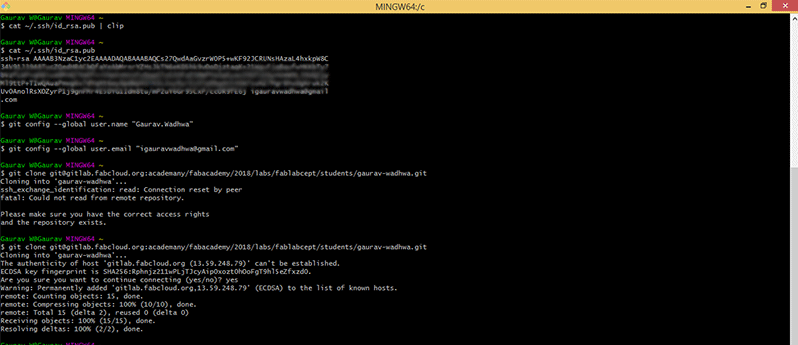 MINGW64:/c
Gaurav W@Gaurav MINGW64 ~
$ cat ~/.ssh/id_rsa.pub | clip
Gaurav W@Gaurav MINGW64 ~
$ cat ~/.ssh/id_rsa.pub
ssh-rsa
igauravwadhwa@gmail
.com
Gaurav W@Gaurav MINGW64 ~
$ git config --global user.name "Gaurav.Wadhwa"
Gaurav W@Gaurav MINGW64 ~
$ git config --global user.email "igauravwadhwa@gmail.com"
Gaurav W@Gaurav MINGW64 ~
$ git clone git@gitlab.fabcloud.org:academany/fabacademy/2018/labs/fablabcept/students/gaurav-wadhwa.git
Cloning into 'gaurav-wadhwa'...
ssh_exchange_identification: read: Connection reset by peer
fatal: Could not read from remote repository.
Please make sure you have the correct access rights
and the repository exists.
Gaurav W@Gaurav MINGW64 ~
$ git clone git@gitlab.fabcloud.org:academany/fabacademy/2018/labs/fablabcept/students/gaurav-wadhwa.git
Cloning into 'gaurav-wadhwa'...
The authenticity of host 'gitlab.fabcloud.org (13.59.248.79)' can't be established.
ECDSA key fingerprint is
Are you sure you want to continue connecting (yes/no)? yes
Warning: Permanently added 'gitlab.fabcloud.org,13.59.248.79' (ECDSA) to the list of known hosts.
remote: Counting objects: 15, done.
remote: Compressing objects: 100% (10/10), done.
remote: Total 15 (delta 2), reused 0 (delta 0)
Receiving objects: 100% (15/15), done.
Resolving deltas: 100% (2/2), done.
Gaurav W@Gaurav MINGW64 ~